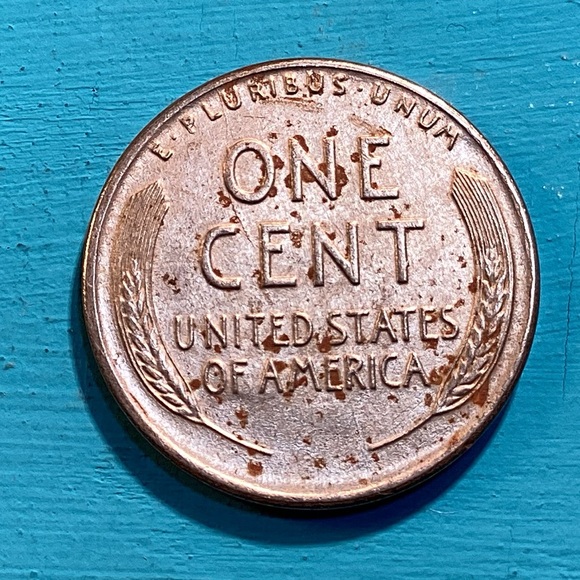 E·PLURIBUS·UNUM
ONE
CENT
UNITED STATES
OF AMERICA